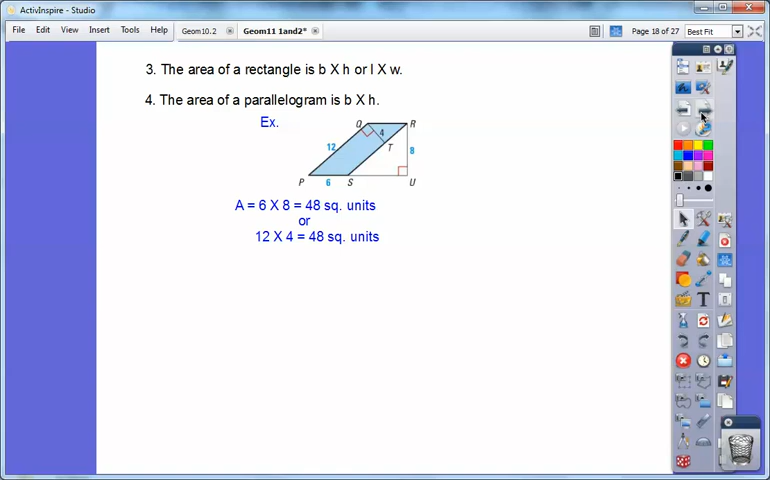 ActivInspire - Studio
File Edit View Insert Tools Help Geom10.2 Geom11 1and2* Page 18 of 27 Best Fit
3. The area of a rectangle is b X h or l X w.
4. The area of a parallelogram is b X h.
Ex.
Q R
4
12 T 8
P 6 S U
A = 6 X 8 = 48 sq. units
or
12 X 4 = 48 sq. units